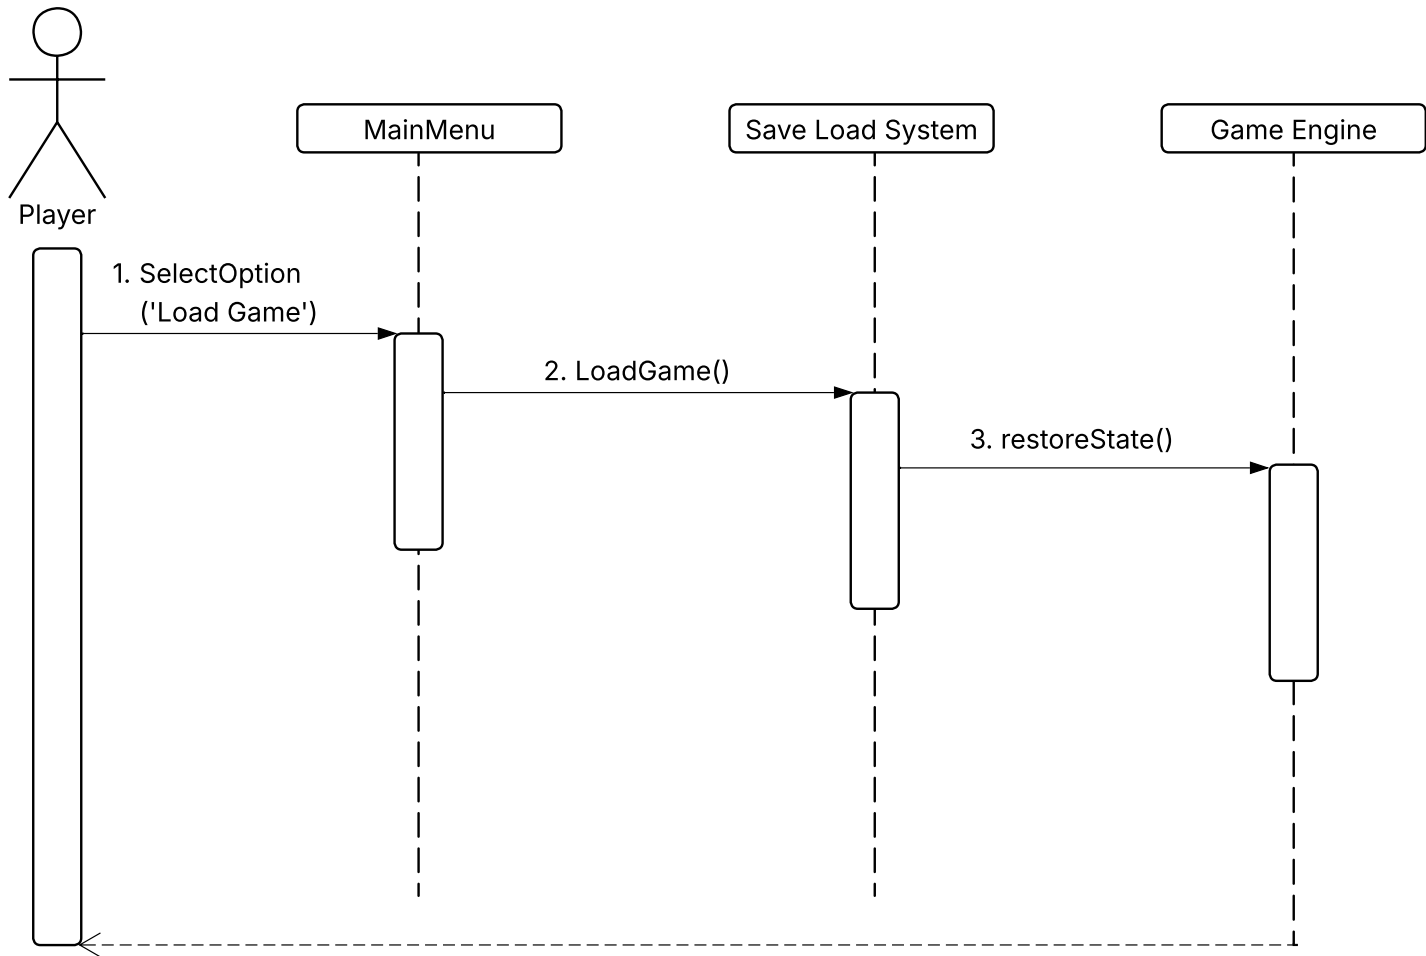 MainMenu
Save Load System
Game Engine
Player
1. SelectOption
('Load Game')
2. LoadGame()
3. restoreState()